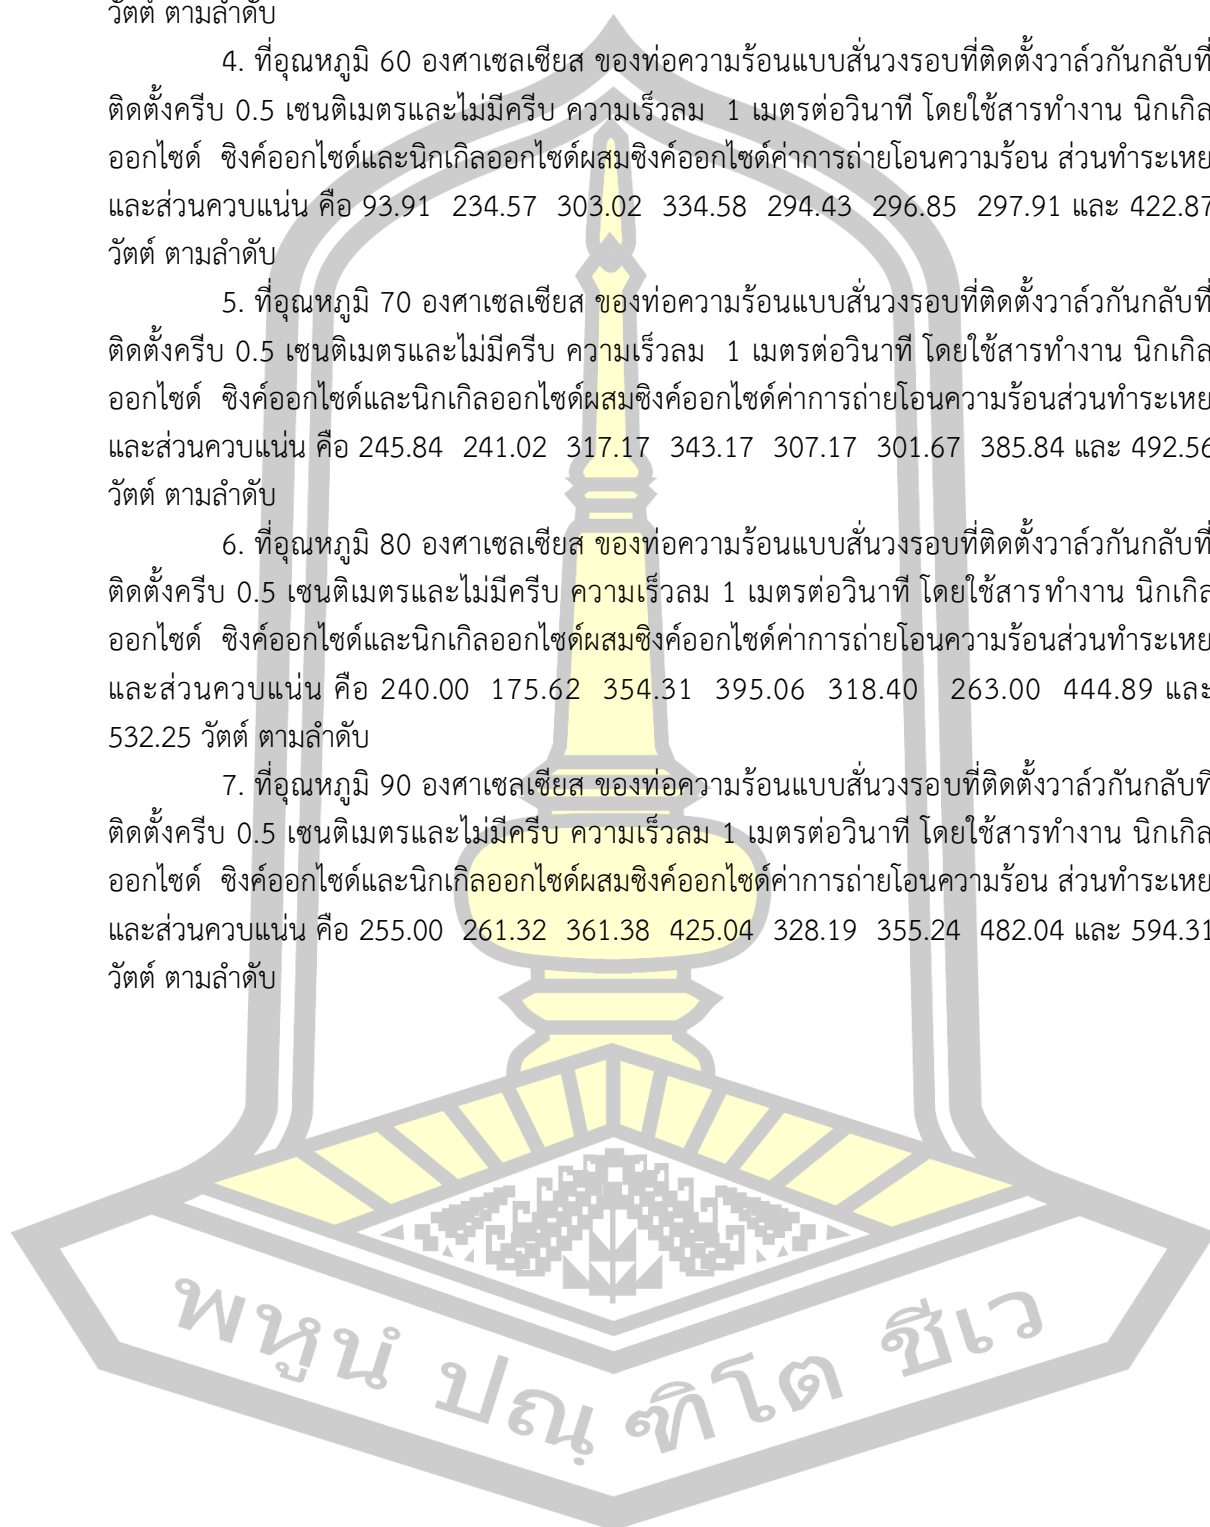 วัตต์ ตามลำดับ
4. ที่อุณหภูมิ 60 องศาเซลเซียส ของท่อความร้อนแบบสั่นวงรอบที่ติดตั้งวาล์วกันกลับที่
ติดตั้งครีบ 0.5 เซนติเมตรและไม่มีครีบ ความเร็วลม 1 เมตรต่อวินาที โดยใช้สารทำงาน นิกเกิล
ออกไซด์ ซิงค์ออกไซด์และนิกเกิลออกไซด์ผสมซิงค์ออกไซด์ค่าการถ่ายโอนความร้อน ส่วนทำระเหย
และส่วนควบแน่น คือ 93.91 234.57 303.02 334.58 294.43 296.85 297.91 และ 422.87
วัตต์ ตามลำดับ
5. ที่อุณหภูมิ 70 องศาเซลเซียส ของท่อความร้อนแบบสั่นวงรอบที่ติดตั้งวาล์วกันกลับที่
ติดตั้งครีบ 0.5 เซนติเมตรและไม่มีครีบ ความเร็วลม 1 เมตรต่อวินาที โดยใช้สารทำงาน นิกเกิล
ออกไซด์ ซิงค์ออกไซด์และนิกเกิลออกไซด์ผสมซิงค์ออกไซด์ค่าการถ่ายโอนความร้อนส่วนทำระเหย
และส่วนควบแน่น คือ 245.84 241.02 317.17 343.17 307.17 301.67 385.84 และ 492.56
วัตต์ ตามลำดับ
6. ที่อุณหภูมิ 80 องศาเซลเซียส ของท่อความร้อนแบบสั่นวงรอบที่ติดตั้งวาล์วกันกลับที่
ติดตั้งครีบ 0.5 เซนติเมตรและไม่มีครีบ ความเร็วลม 1 เมตรต่อวินาที โดยใช้สารทำงาน นิกเกิล
ออกไซด์ ซิงค์ออกไซด์และนิกเกิลออกไซด์ผสมซิงค์ออกไซด์ค่าการถ่ายโอนความร้อนส่วนทำระเหย
และส่วนควบแน่น คือ 240.00 175.62 354.31 395.06 318.40 263.00 444.89 และ
532.25 วัตต์ ตามลำดับ
7. ที่อุณหภูมิ 90 องศาเซลเซียส ของท่อความร้อนแบบสั่นวงรอบที่ติดตั้งวาล์วกันกลับที่
ติดตั้งครีบ 0.5 เซนติเมตรและไม่มีครีบ ความเร็วลม 1 เมตรต่อวินาที โดยใช้สารทำงาน นิกเกิล
ออกไซด์ ซิงค์ออกไซด์และนิกเกิลออกไซด์ผสมซิงค์ออกไซด์ค่าการถ่ายโอนความร้อน ส่วนทำระเหย
และส่วนควบแน่น คือ 255.00 261.32 361.38 425.04 328.19 355.24 482.04 และ 594.31
วัตต์ ตามลำดับ
พหูนํ ปณฺ ฑิโต ชีเว